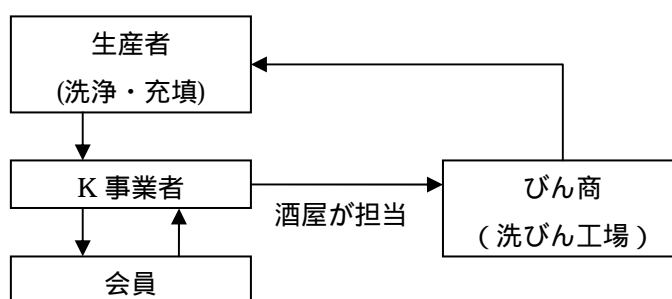 生産者
(洗浄・充填)
K 事業者
酒屋が担当
びん商
(洗びん工場)
会員